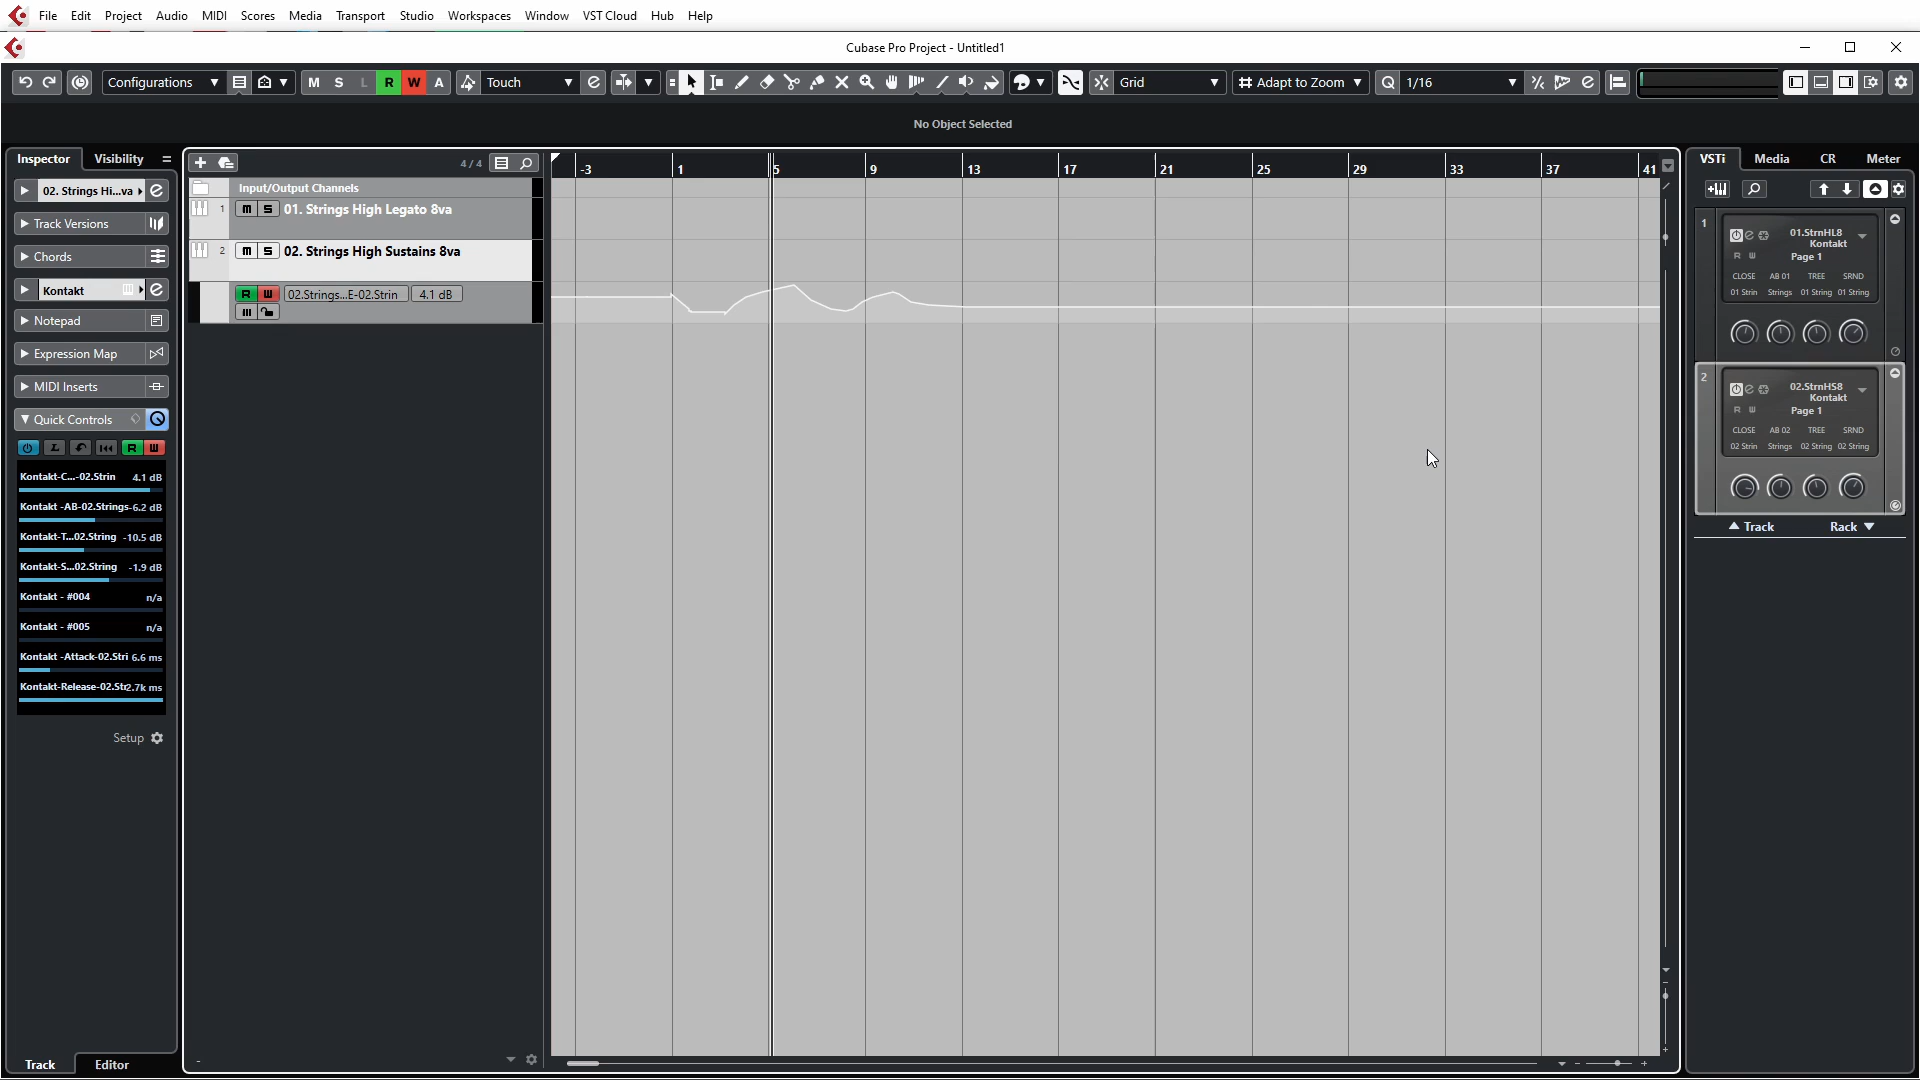 File Edit Project Audio MIDI Scores Media Transport Studio Workspaces Window VST Cloud Hub Help
Cubase Pro Project - Untitled1
Configurations M S L R W A Touch Grid Adapt to Zoom Q 1/16
No Object Selected
Inspector Visibility
02. Strings Hi...va
Track Versions
Chords
Kontakt
Notepad
Expression Map
MIDI Inserts
Quick Controls
L R W
Kontakt-C...-02.Strin 4.1 dB
Kontakt -AB-02.Strings -6.2 dB
Kontakt-T...02.String -10.5 dB
Kontakt-S...02.String -1.9 dB
Kontakt - #004 n/a
Kontakt - #005 n/a
Kontakt -Attack-02.Stri 6.6 ms
Kontakt-Release-02.Str 2.7k ms
Setup
Track Editor
4/4
Input/Output Channels
1 m S 01. Strings High Legato 8va
2 m S 02. Strings High Sustains 8va
R W 02.Strings...E-02.Strin 4.1 dB
-3 1 5 9 13 17 21 25 29 33 37 41
VSTi Media CR Meter
1
01.StrnHL8
Kontakt
R W Page 1
CLOSE AB 01 TREE SRND
01 Strin Strings 01 String 01 String
2
02.StrnHS8
Kontakt
R W Page 1
CLOSE AB 02 TREE SRND
02 Strin Strings 02 String 02 String
Track Rack